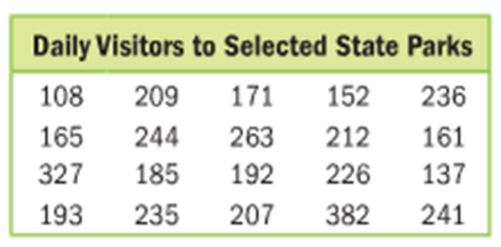 Daily Visitors to Selected State Parks
108 209 171 152 236
165 244 263 212 161
327 185 192 226 137
193 235 207 382 241